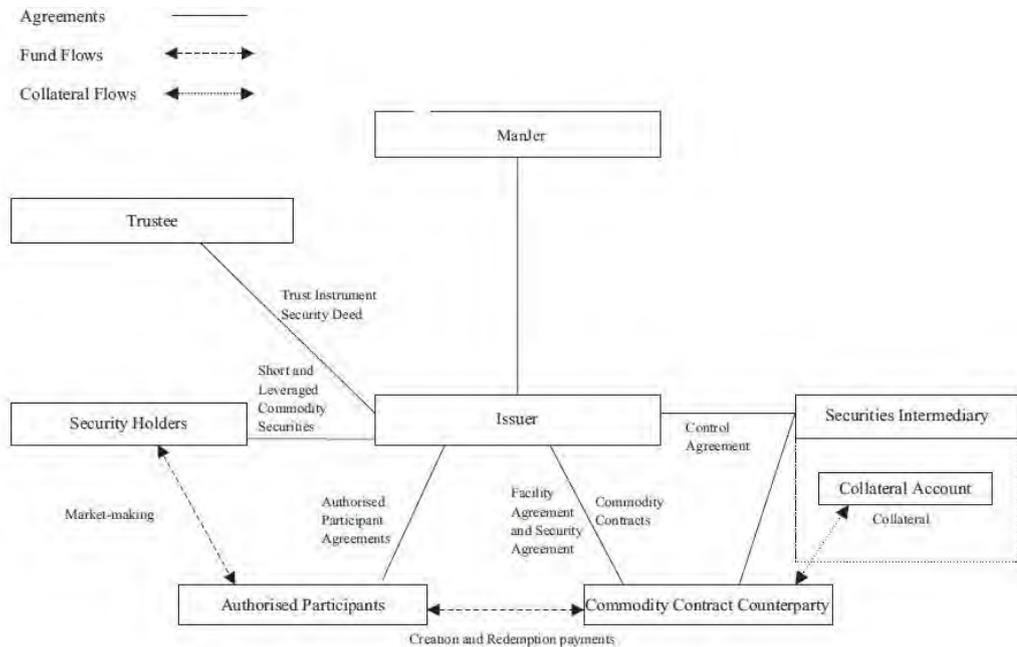 Agreements
Fund Flows
Collateral Flows
ManJer
Trustee
Trust Instrument
Security Deed
Short and
Leveraged
Commodity
Securities
Security Holders
Issuer
Securities Intermediary
Control
Agreement
Collateral Account
Collateral
Market-making
Authorised
Participant
Agreements
Facility
Agreement
and Security
Agreement
Commodity
Contracts
Authorised Participants
Commodity Contract Counterparty
Creation and Redemption payments